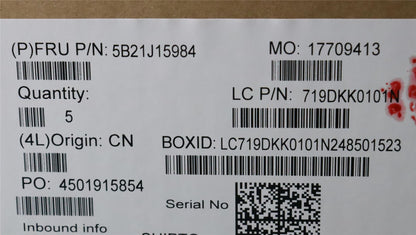 (P)FRU P/N: 5B21J15984
MO: 17709413
Quantity:
5
LC P/N: 719DKK0101N
(4L)Origin: CN
BOXID: LC719DKK0101N248501523
PO: 4501915854
Serial No
Inbound info